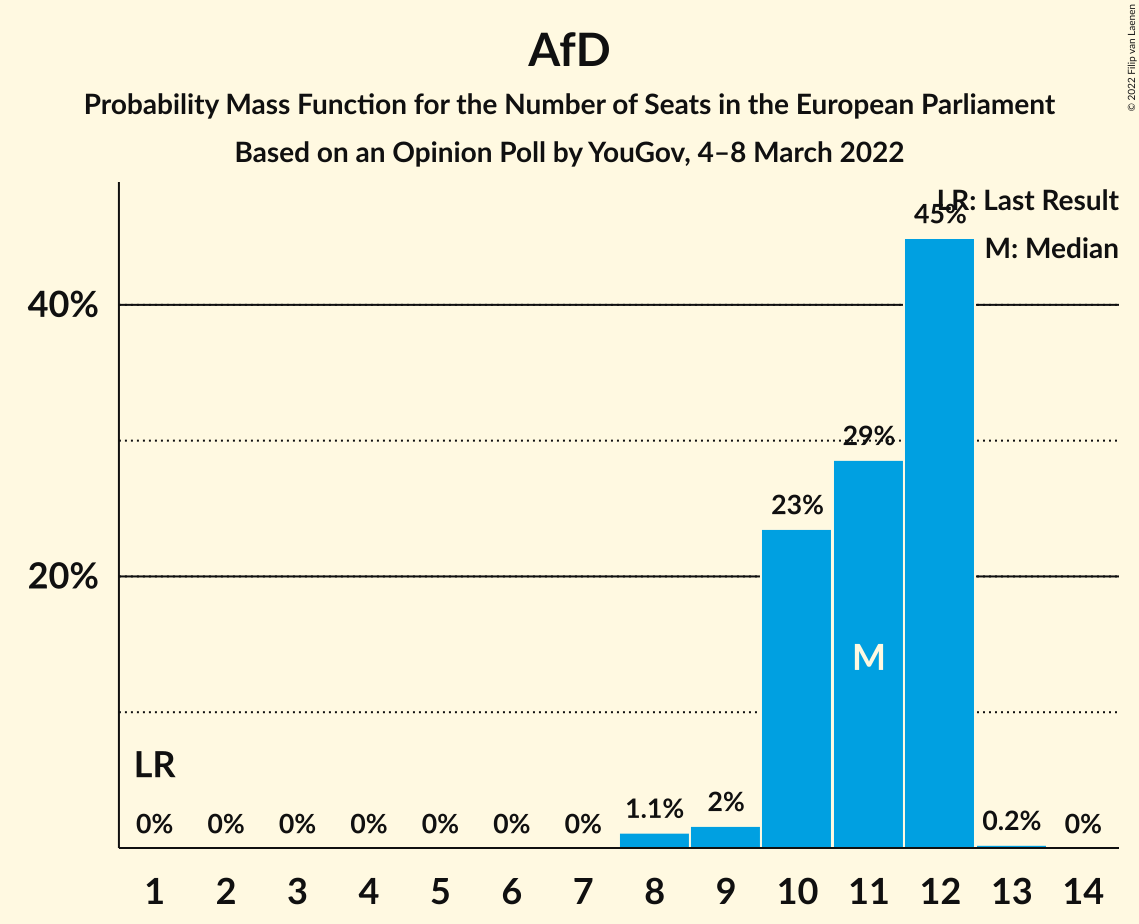 AfD
Probability Mass Function for the Number of Seats in the European Parliament
Based on an Opinion Poll by YouGov, 4–8 March 2022
© 2022 Filip van Laenen
LR: Last Result
M: Median
45%
40%
29%
23%
20%
M
LR
0% 0% 0% 0% 0% 0% 0% 1.1% 2% 0.2% 0%
1 2 3 4 5 6 7 8 9 10 11 12 13 14